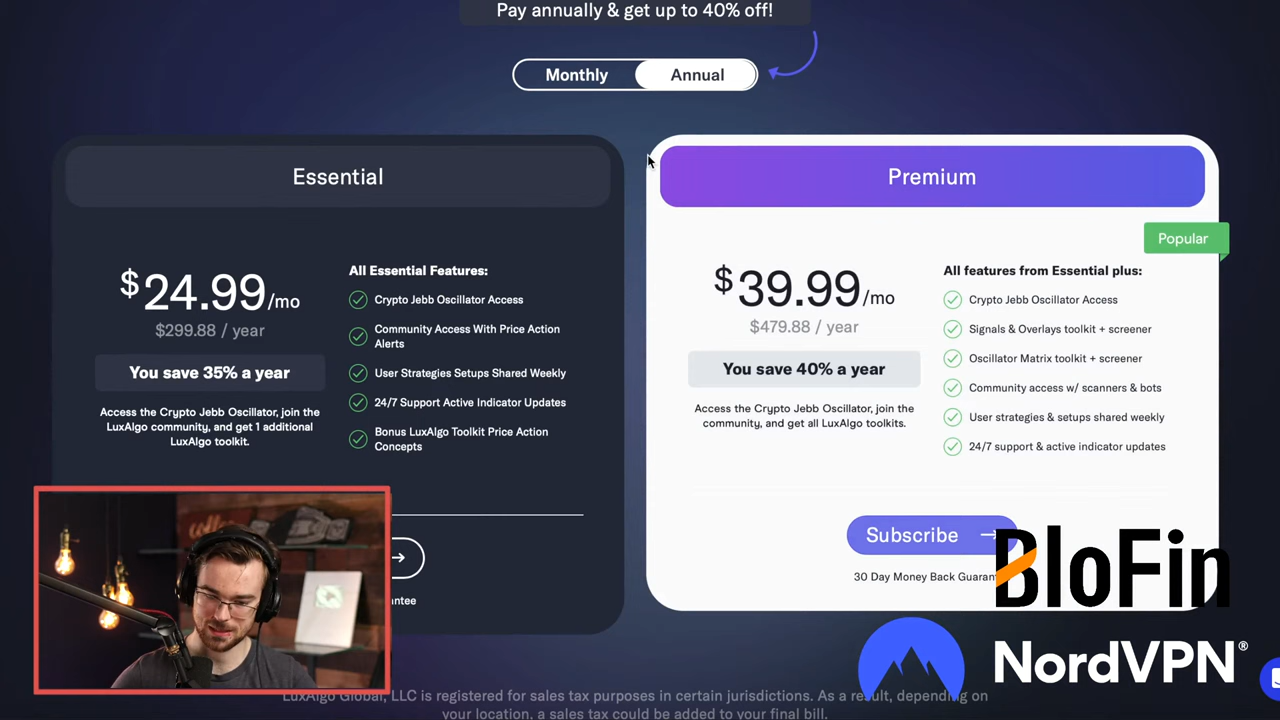 Pay annually & get up to 40% off!
Monthly
Annual
Essential
$24.99/mo
$299.88 / year
You save 35% a year
Access the Crypto Jebb Oscillator, join the
LuxAlgo community, and get 1 additional
LuxAlgo toolkit.
All Essential Features:
Crypto Jebb Oscillator Access
Community Access With Price Action
Alerts
User Strategies Setups Shared Weekly
24/7 Support Active Indicator Updates
Bonus LuxAlgo Toolkit Price Action
Concepts
antee
Premium
Popular
$39.99/mo
$479.88 / year
You save 40% a year
Access the Crypto Jebb Oscillator, join the
community, and get all LuxAlgo toolkits.
All features from Essential plus:
Crypto Jebb Oscillator Access
Signals & Overlays toolkit + screener
Oscillator Matrix toolkit + screener
Community access w/ scanners & bots
User strategies & setups shared weekly
24/7 support & active indicator updates
Subscribe
30 Day Money Back Guaran
BloFin
NordVPN®
LuxAlgo Global, LLC is registered for sales tax purposes in certain jurisdictions. As a result, depending on
your location, a sales tax could be added to your final bill.